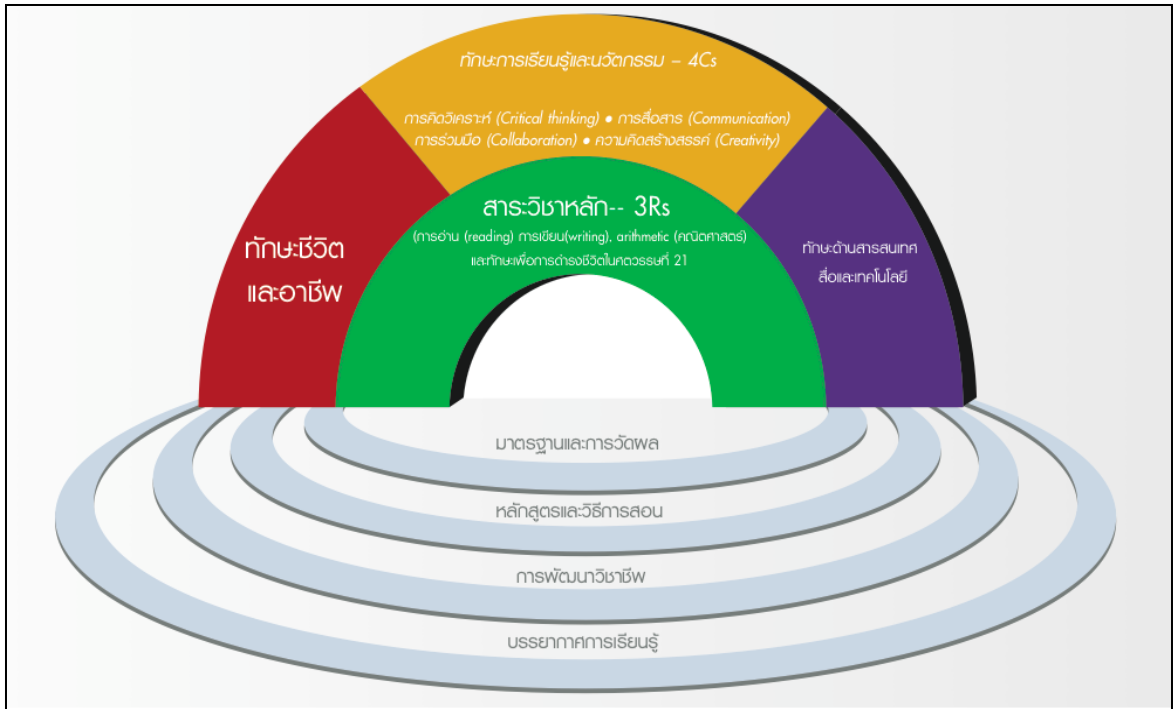 ทักษะการเรียนรู้และนวัตกรรม – 4Cs
การคิดวิเคราะห์ (Critical thinking) ● การสื่อสาร (Communication)
การร่วมมือ (Collaboration) ● ความคิดสร้างสรรค์ (Creativity)
สาระวิชาหลัก-- 3Rs
(การอ่าน (reading) การเขียน(writing), arithmetic (คณิตศาสตร์)
และทักษะเพื่อการดำรงชีวิตในศตวรรษที่ 21
ทักษะชีวิต
และอาชีพ
ทักษะด้านสารสนเทศ
สื่อและเทคโนโลยี
มาตรฐานและการวัดผล
หลักสูตรและวิธีการสอน
การพัฒนาวิชาชีพ
บรรยากาศการเรียนรู้